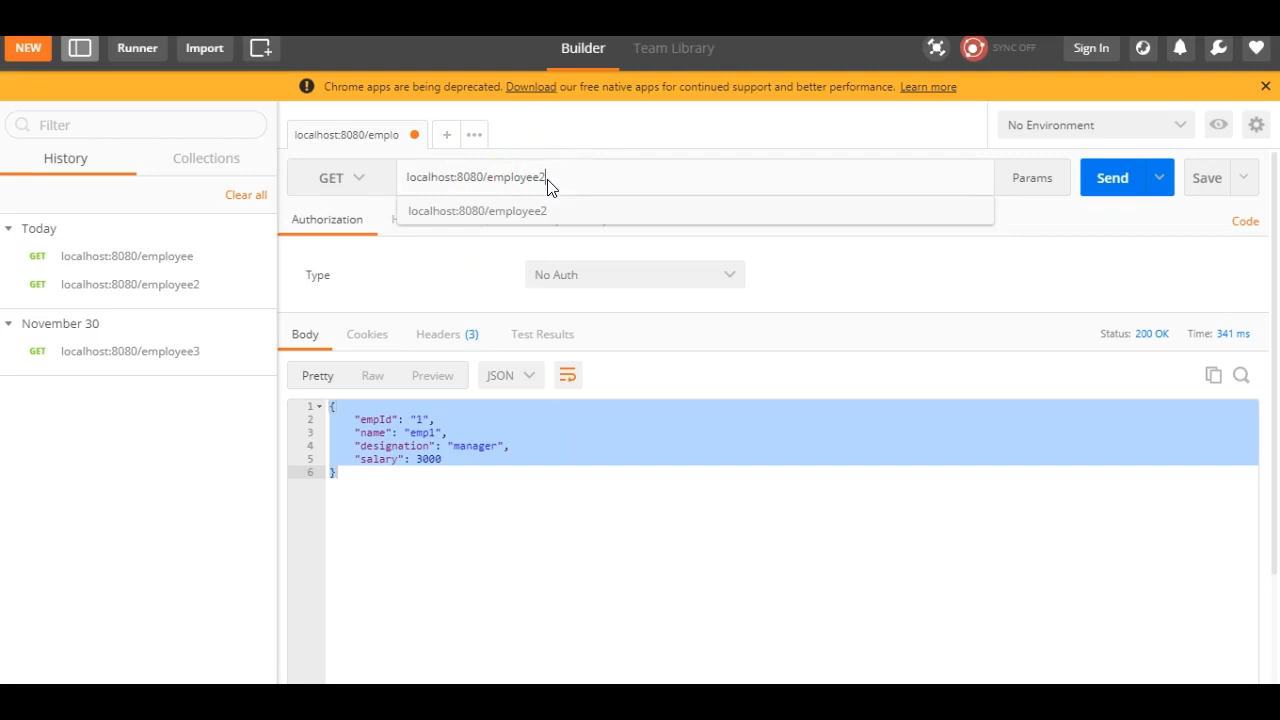 NEW Runner Import Builder Team Library SYNC OFF Sign In
Chrome apps are being deprecated. Download our free native apps for continued support and better performance. Learn more
Filter
History Collections
Clear all
Today
GET localhost:8080/employee
GET localhost:8080/employee2
November 30
GET localhost:8080/employee3
localhost:8080/emplo
No Environment
GET localhost:8080/employee2 Params Send Save
localhost:8080/employee2
Authorization Code
Type No Auth
Body Cookies Headers (3) Test Results Status: 200 OK Time: 341 ms
Pretty Raw Preview JSON
1 {
2 "empId": "1",
3 "name": "emp1",
4 "designation": "manager",
5 "salary": 3000
6 }